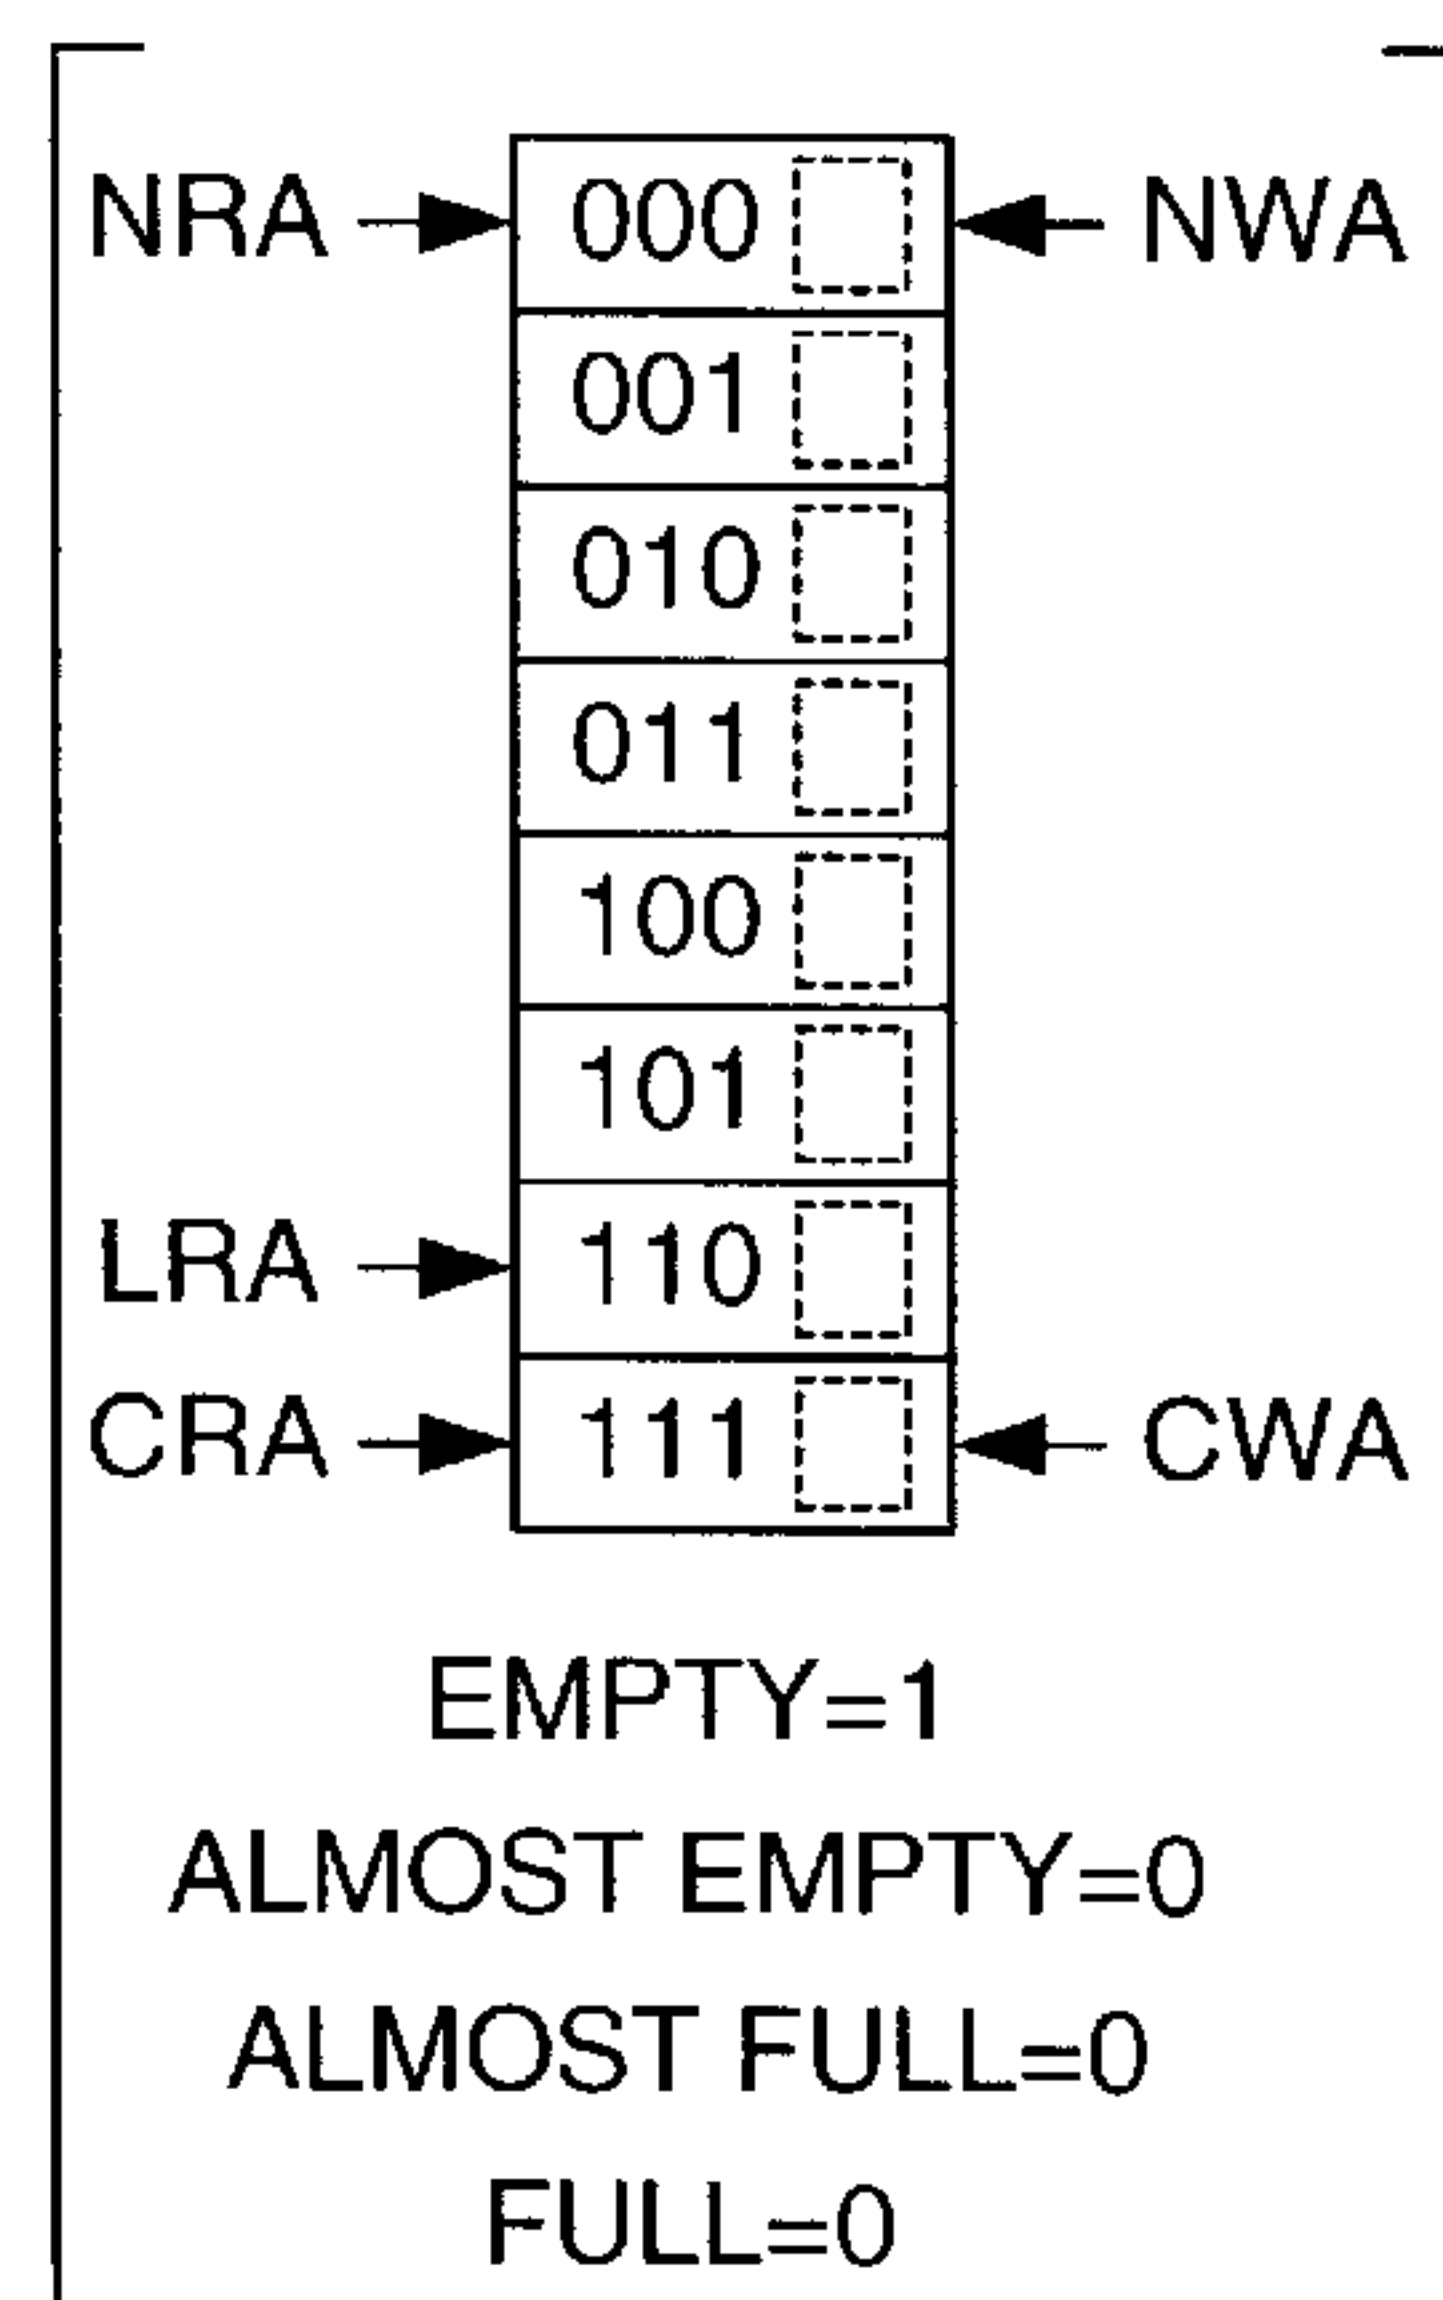 NRA 000 NWA
001
010
011
100
101
LRA 110
CRA 111 CWA
EMPTY=1
ALMOST EMPTY=0
ALMOST FULL=0
FULL=0